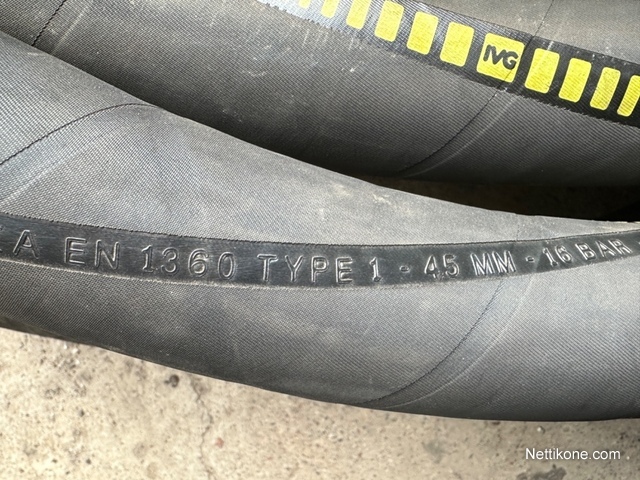 IVG
A EN 1360 TYPE 1 - 45 MM - 16 BAR
Nettikone.com